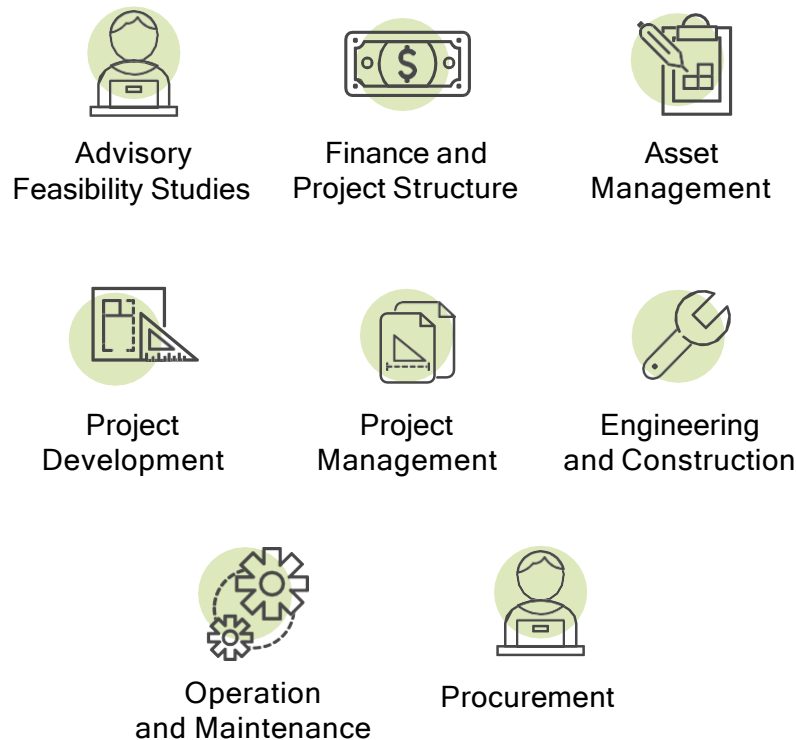 $
Advisory
Feasibility Studies
Finance and
Project Structure
Asset
Management
Project
Development
Project
Management
Engineering
and Construction
Operation
and Maintenance
Procurement